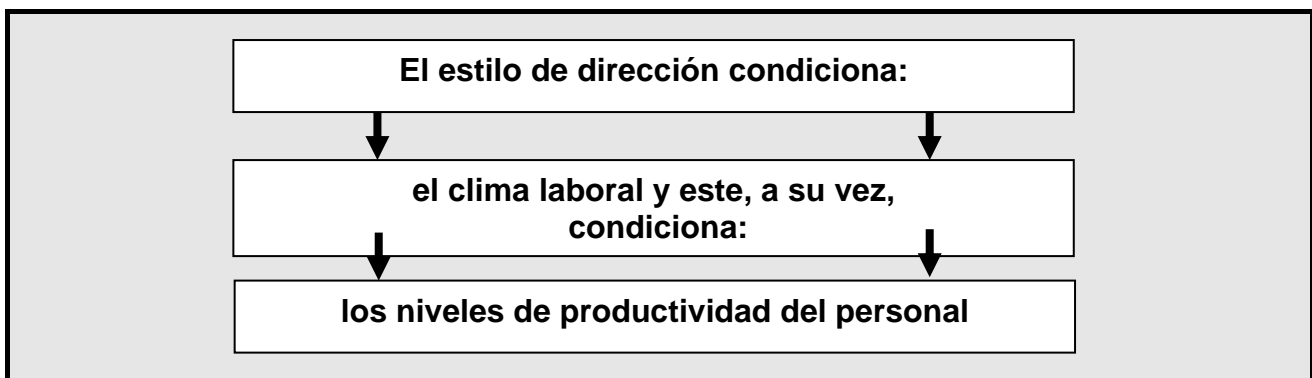 El estilo de dirección condiciona:
el clima laboral y este, a su vez,
condiciona:
los niveles de productividad del personal